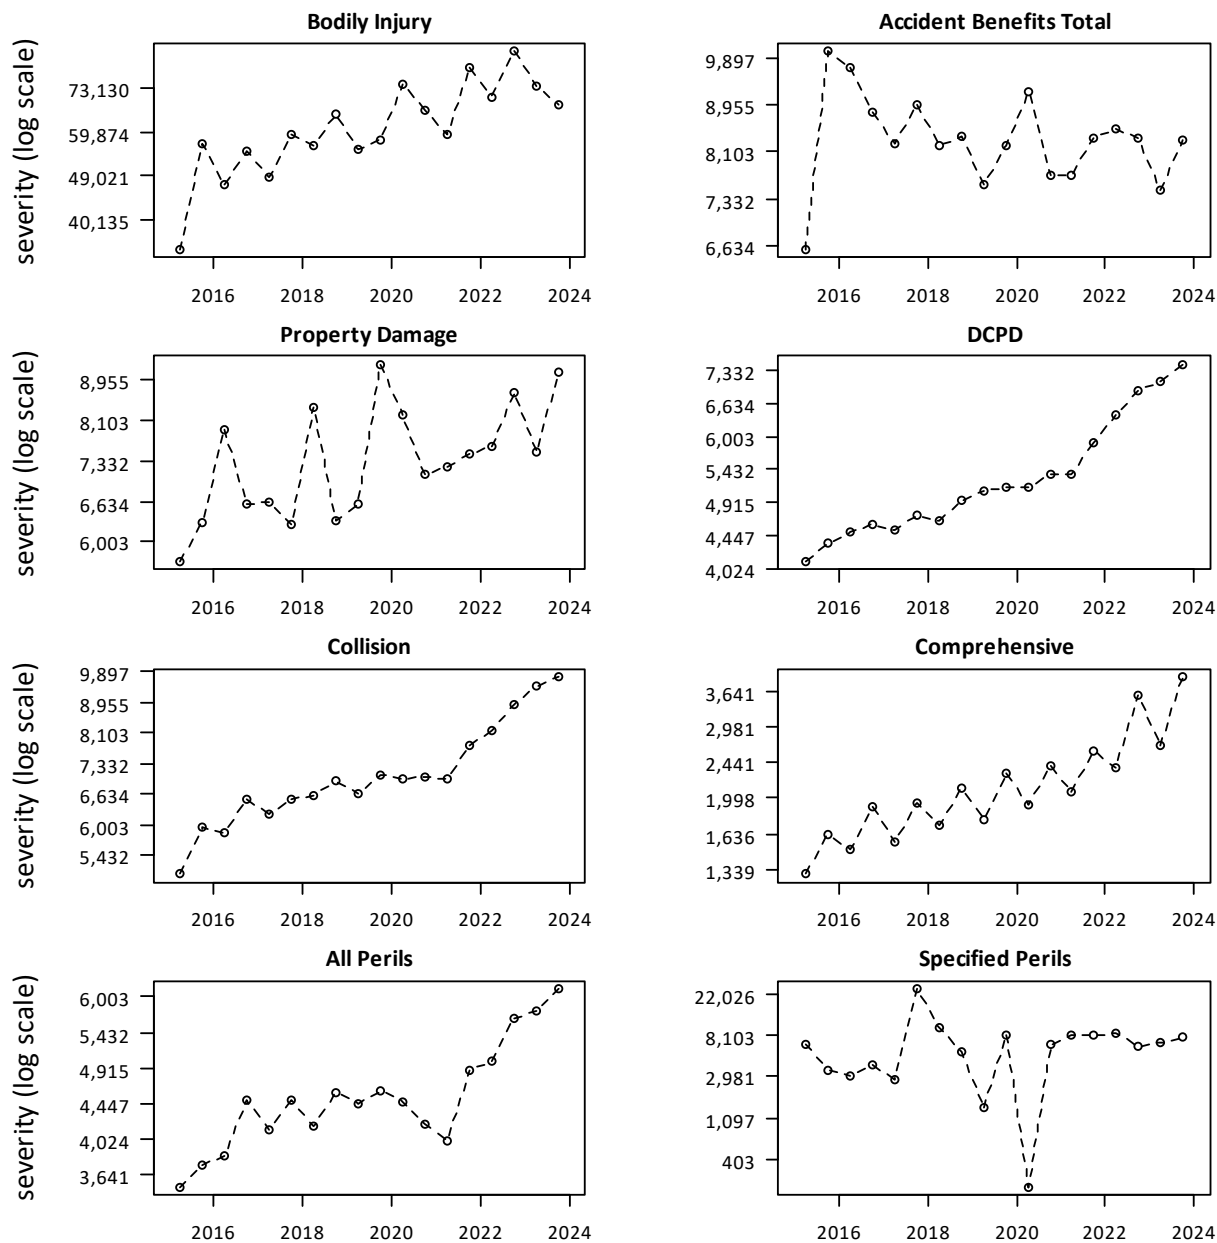 Bodily Injury
severity (log scale)
73,130
59,874
49,021
40,135
2016 2018 2020 2022 2024
Accident Benefits Total
9,897
8,955
8,103
7,332
6,634
2016 2018 2020 2022 2024
Property Damage
severity (log scale)
8,955
8,103
7,332
6,634
6,003
2016 2018 2020 2022 2024
DCPD
7,332
6,634
6,003
5,432
4,915
4,447
4,024
2016 2018 2020 2022 2024
Collision
severity (log scale)
9,897
8,955
8,103
7,332
6,634
6,003
5,432
2016 2018 2020 2022 2024
Comprehensive
3,641
2,981
2,441
1,998
1,636
1,339
2016 2018 2020 2022 2024
All Perils
severity (log scale)
6,003
5,432
4,915
4,447
4,024
3,641
2016 2018 2020 2022 2024
Specified Perils
22,026
8,103
2,981
1,097
403
2016 2018 2020 2022 2024